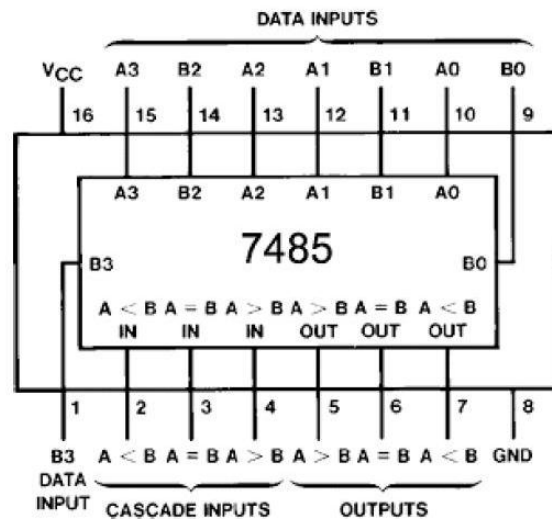 DATA INPUTS
VCC A3 B2 A2 A1 B1 A0 B0
16 15 14 13 12 11 10 9
A3 B2 A2 A1 B1 A0
7485
B3 B0
A < B A = B A > B A > B A = B A < B
IN IN IN OUT OUT OUT
1 2 3 4 5 6 7 8
B3 A < B A = B A > B A > B A = B A < B GND
DATA
INPUT
CASCADE INPUTS OUTPUTS